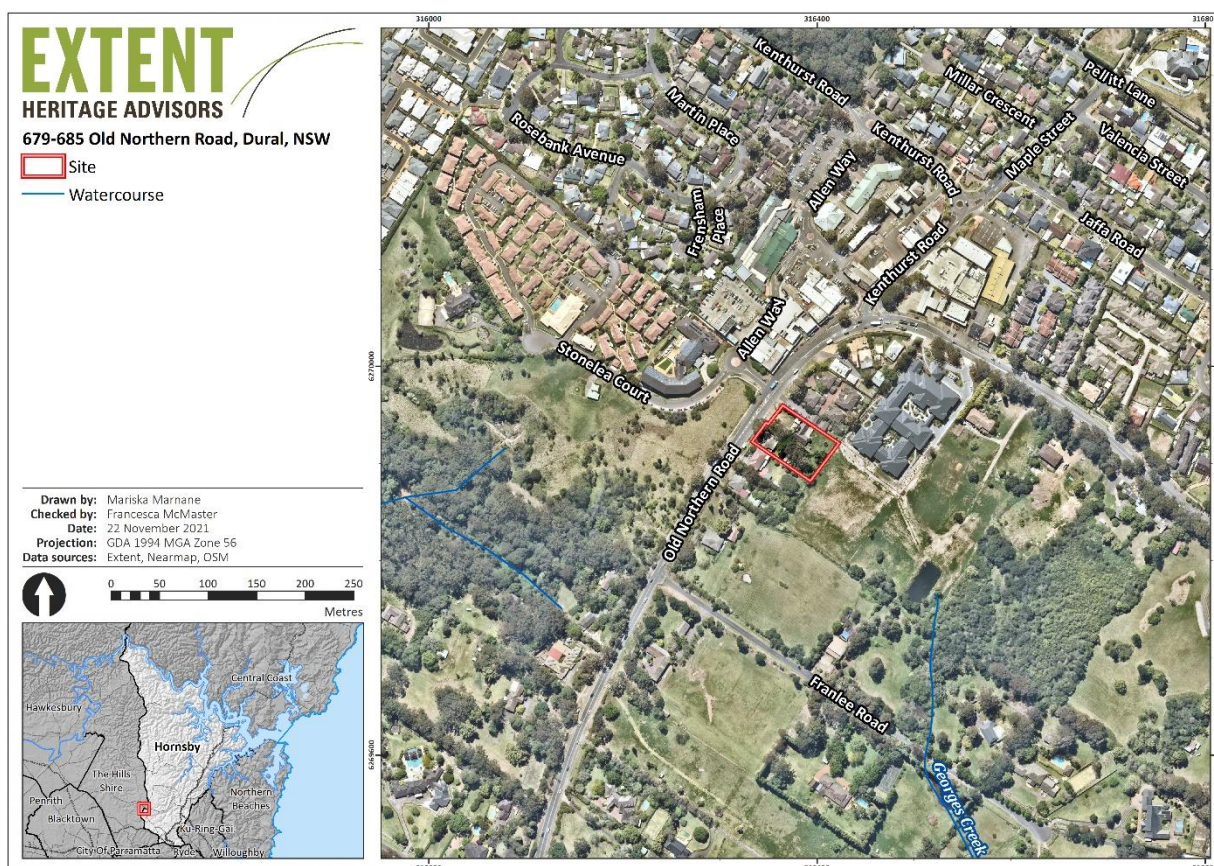 EXTENT
HERITAGE ADVISORS
679-685 Old Northern Road, Dural, NSW
Site
Watercourse
Drawn by: Mariska Marnane
Checked by: Francesca McMaster
Date: 22 November 2021
Projection: GDA 1994 MGA Zone 56
Data sources: Extent, Nearmap, OSM
0 50 100 150 200 250
Metres
Central Coast
Hawkesbury
Hornsby
The Hills
Shire
Northern
Beaches
Penrith
Blacktown
Ku-Ring-Gai
City Of Parramatta
Ryde
Willoughby
316000
316400
6270000
6269600
Kenthurst Road
Millar Crescent
Pellitt Lane
Martin Place
Rosebank Avenue
Kenthurst Road
Maple Street
Valencia Street
Allen Way
Frensham
Place
Jaffa Road
Kenthurst Road
Allen Way
Stonelea Court
Old Northern Road
Franlee Road
Georges Creek